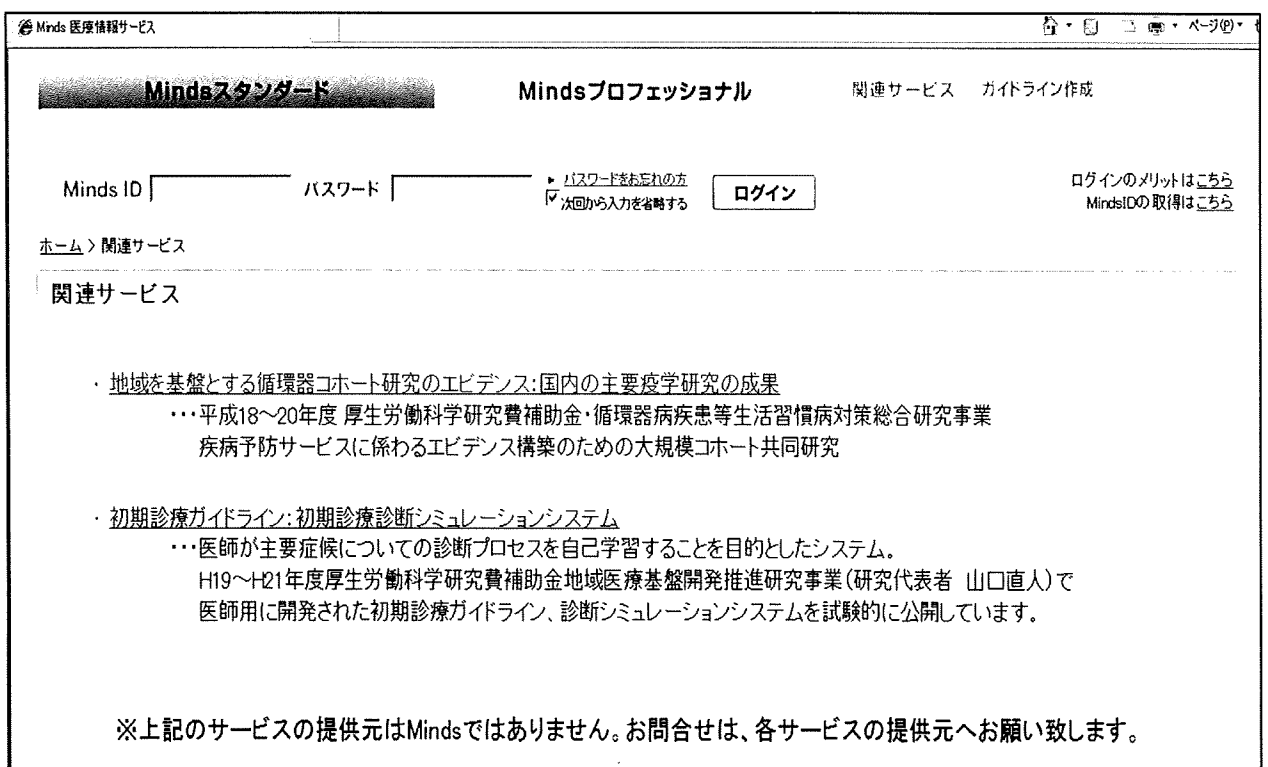 Minds 医療情報サービス
ページ(P)
Mindsスタンダード Mindsプロフェッショナル 関連サービス ガイドライン作成
Minds ID パスワード パスワードをお忘れの方 ログイン ログインのメリットはこちら
次回から入力を省略する MindsIDの取得はこちら
ホーム > 関連サービス
関連サービス
・地域を基盤とする循環器コホート研究のエビデンス:国内の主要疫学研究の成果
・・・平成18～20年度 厚生労働科学研究費補助金・循環器病疾患等生活習慣病対策総合研究事業
疾病予防サービスに係わるエビデンス構築のための大規模コホート共同研究
・初期診療ガイドライン:初期診療診断シミュレーションシステム
・・・医師が主要症候についての診断プロセスを自己学習することを目的としたシステム。
H19～H21年度厚生労働科学研究費補助金地域医療基盤開発推進研究事業(研究代表者 山口直人)で
医師用に開発された初期診療ガイドライン、診断シミュレーションシステムを試験的に公開しています。
※上記のサービスの提供元はMindsではありません。お問合せは、各サービスの提供元へお願い致します。